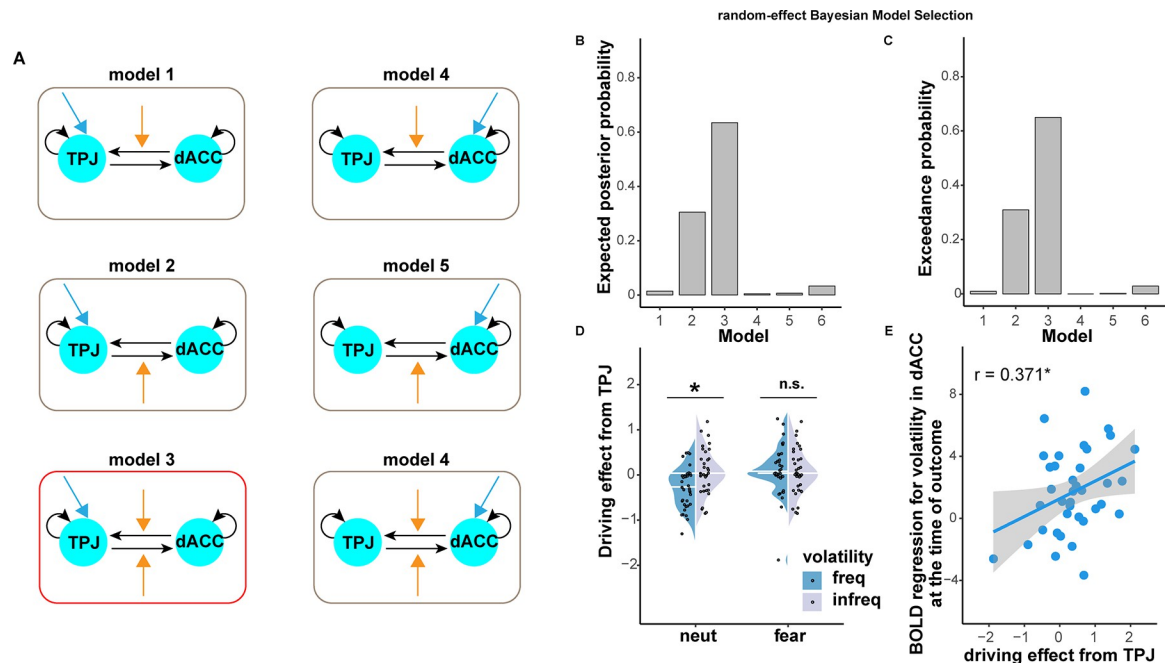 random-effect Bayesian Model Selection
A
model 1
TPJ
dACC
model 4
TPJ
dACC
model 2
TPJ
dACC
model 5
TPJ
dACC
model 3
TPJ
dACC
model 4
TPJ
dACC
B
Expected posterior probability
0.8
0.6
0.4
0.2
0
1 2 3 4 5 6
Model
C
Exceedance probability
0.8
0.6
0.4
0.2
0
1 2 3 4 5 6
Model
D
Driving effect from TPJ
2
1
0
−1
−2
*
n.s.
volatility
freq
infreq
neut fear
E
BOLD regression for volatility in dACC
at the time of outcome
r = 0.371*
8
4
0
−4
−2 −1 0 1 2
driving effect from TPJ